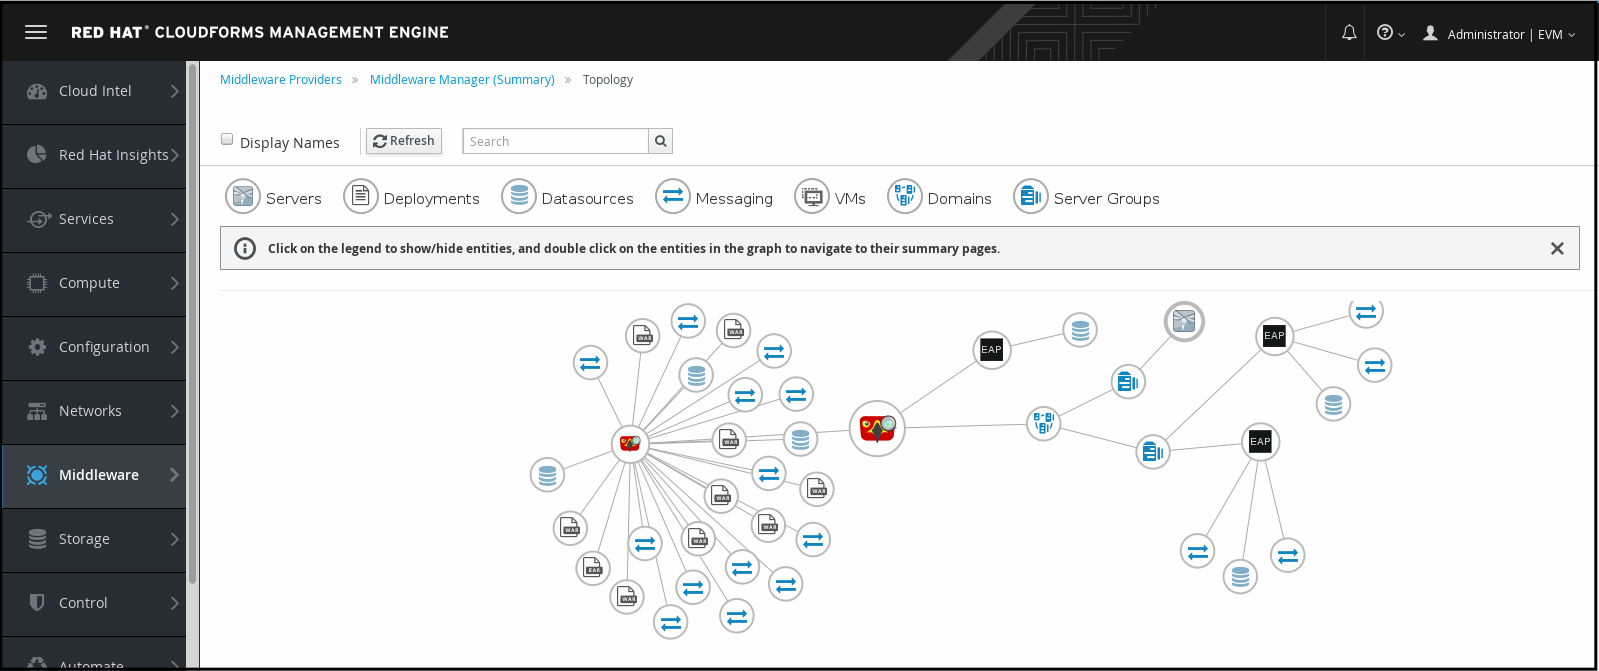 RED HAT® CLOUDFORMS MANAGEMENT ENGINE
Administrator | EVM
Cloud Intel
Red Hat Insights
Services
Compute
Configuration
Networks
Middleware
Storage
Control
Automate
Middleware Providers » Middleware Manager (Summary) » Topology
Display Names
Refresh
Search
Servers
Deployments
Datasources
Messaging
VMs
Domains
Server Groups
Click on the legend to show/hide entities, and double click on the entities in the graph to navigate to their summary pages.
WAR
WAR
EAP
EAP
WAR
EAP
WAR
WAR
WAR
WAR
WAR
EAR
WAR